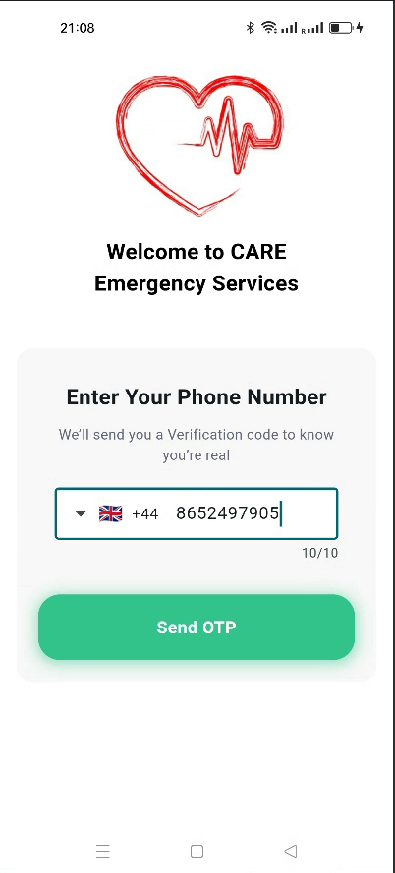 21:08
Welcome to CARE
Emergency Services
Enter Your Phone Number
We'll send you a Verification code to know
you're real
+44 8652497905
10/10
Send OTP